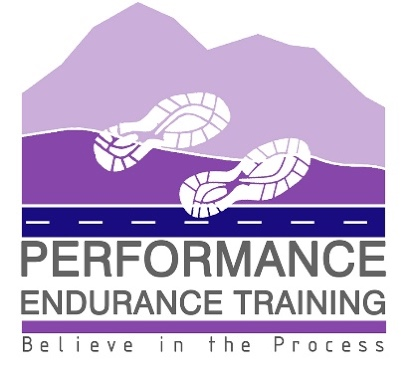 PERFORMANCE
ENDURANCE TRAINING
Believe in the Process